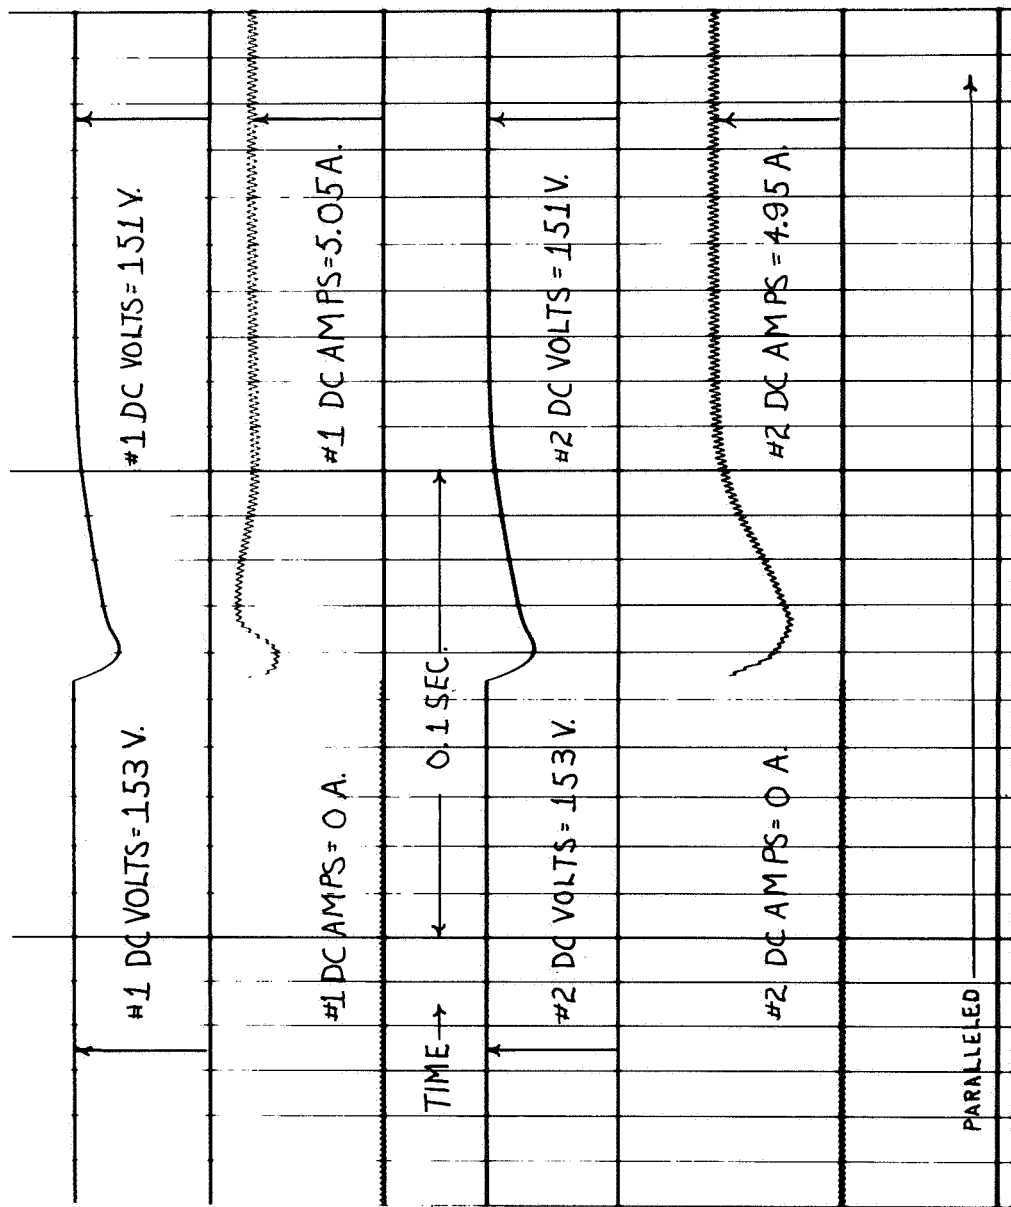 #1 DC VOLTS = 153 V.
#1 DC VOLTS = 151 V.
#1 DC AMPS = 0 A.
#1 DC AMPS = 5.05 A.
TIME →
0.1 SEC.
#2 DC VOLTS = 153 V.
#2 DC VOLTS = 151 V.
#2 DC AMPS = 0 A.
#2 DC AMPS = 4.95 A.
PARALLELED